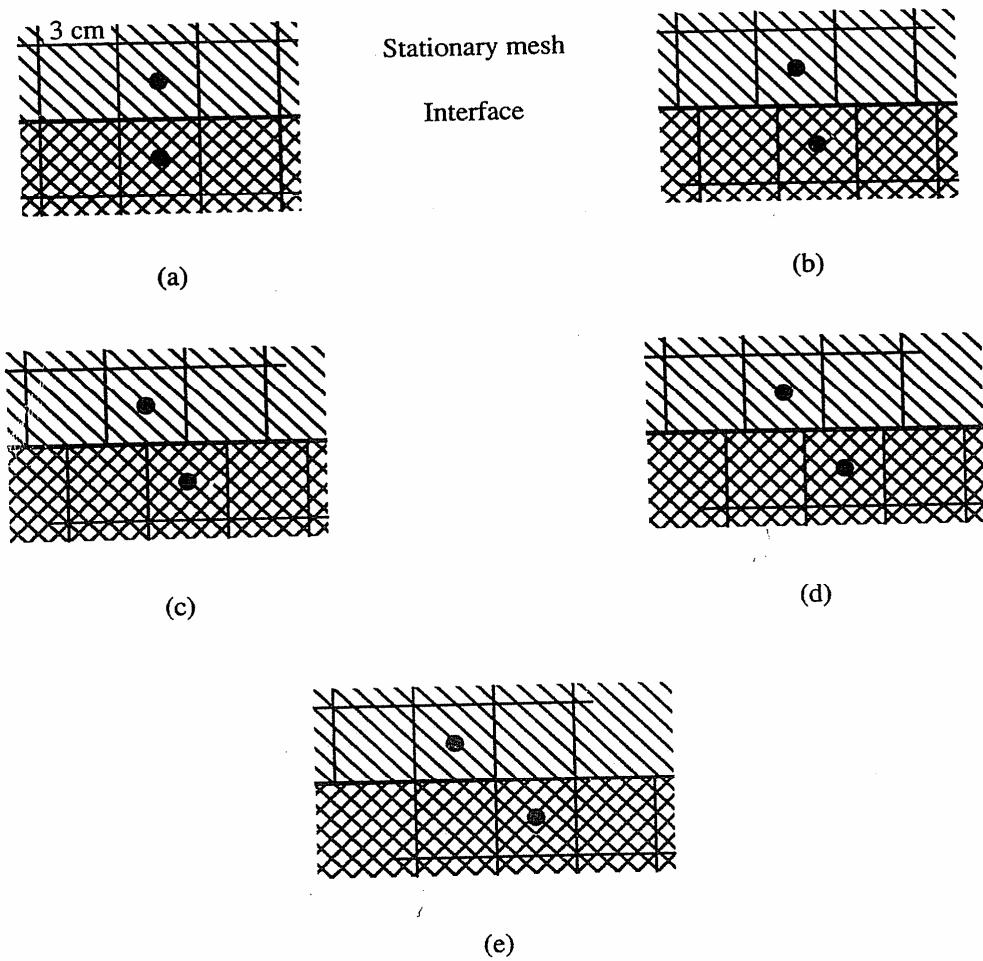 3 cm
Stationary mesh
Interface
(a)
(b)
(c)
(d)
(e)